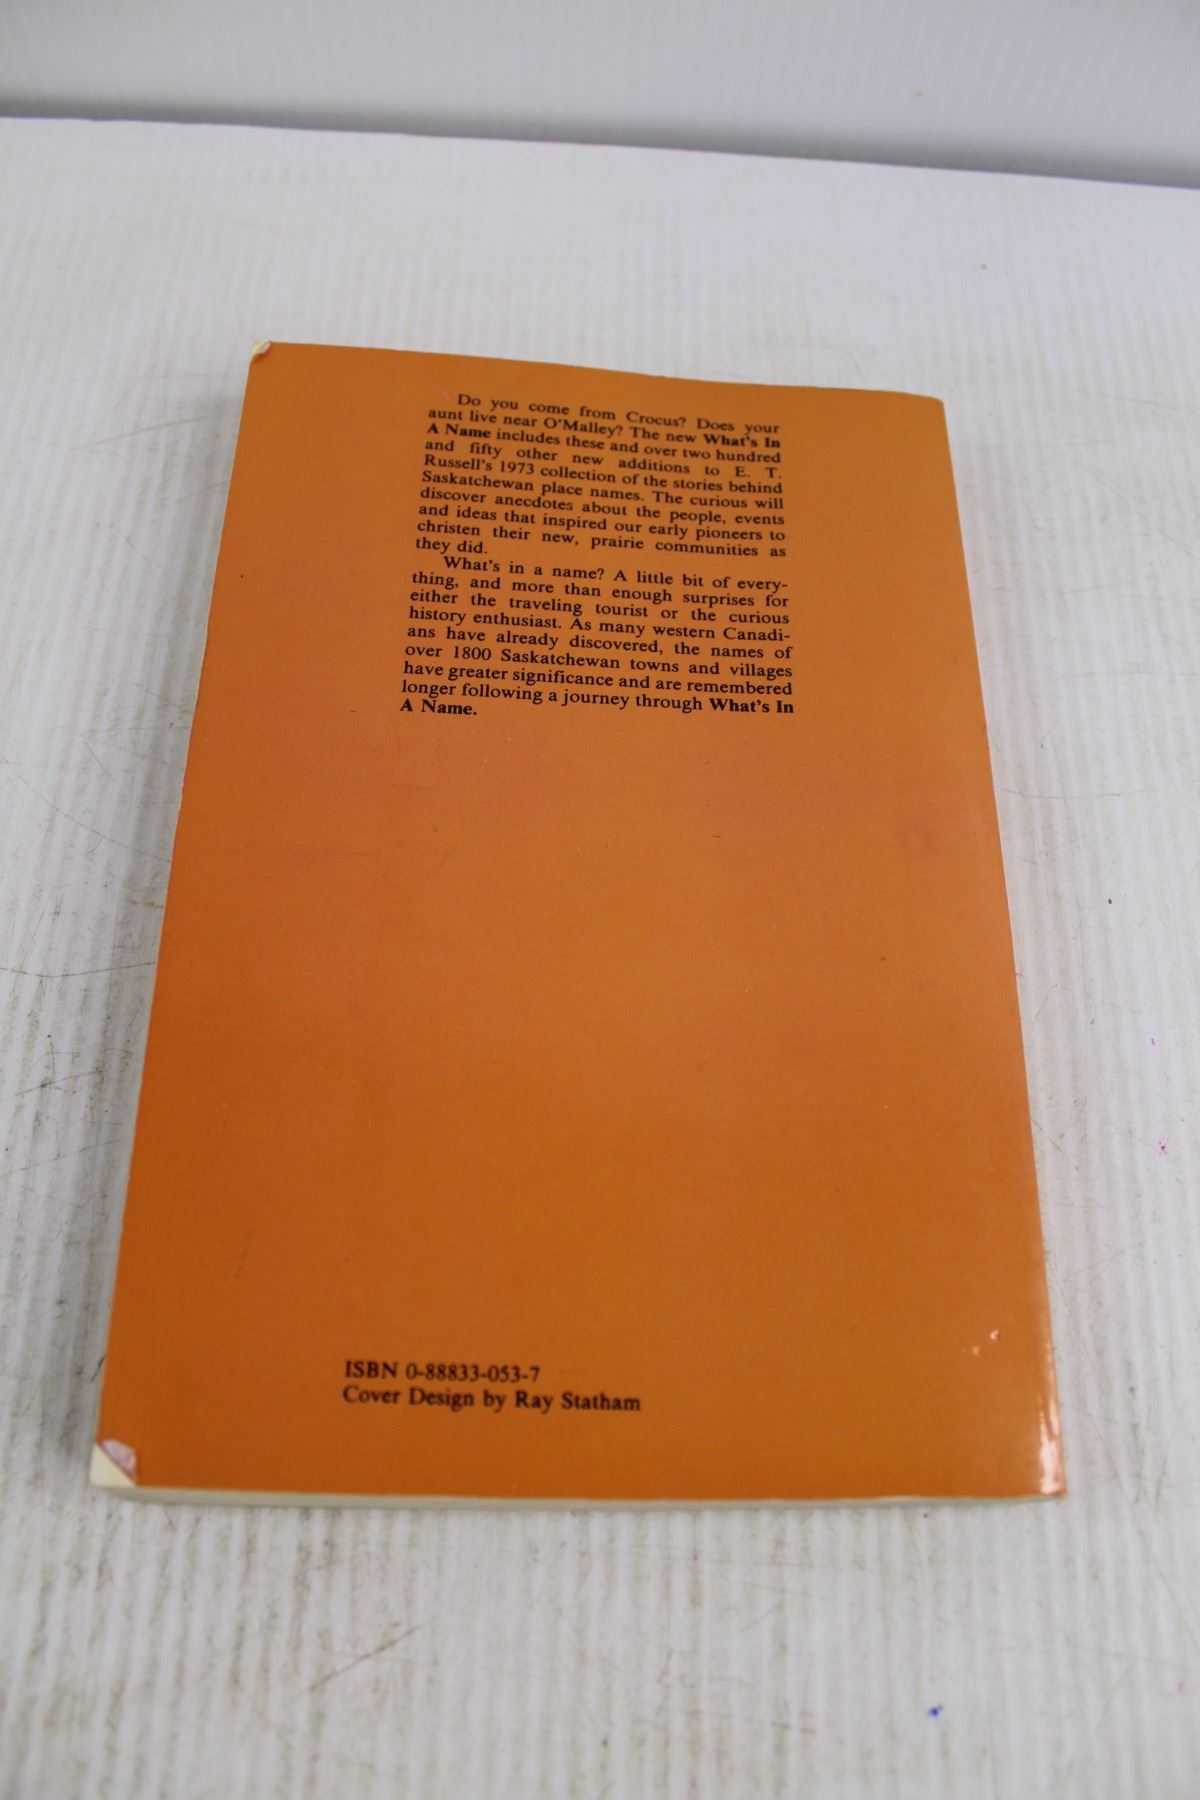 Do you come from Crocus? Does your
aunt live near O'Malley? The new What's In
A Name includes these and over two hundred
and fifty other new additions to E. T.
Russell's 1973 collection of the stories behind
Saskatchewan place names. The curious will
discover anecdotes about the people, events
and ideas that inspired our early pioneers to
christen their new, prairie communities as
they did.
What's in a name? A little bit of every-
thing, and more than enough surprises for
either the traveling tourist or the curious
history enthusiast. As many western Canadi-
ans have already discovered, the names of
over 1800 Saskatchewan towns and villages
have greater significance and are remembered
longer following a journey through What's In
A Name.
ISBN 0-88833-053-7
Cover Design by Ray Statham